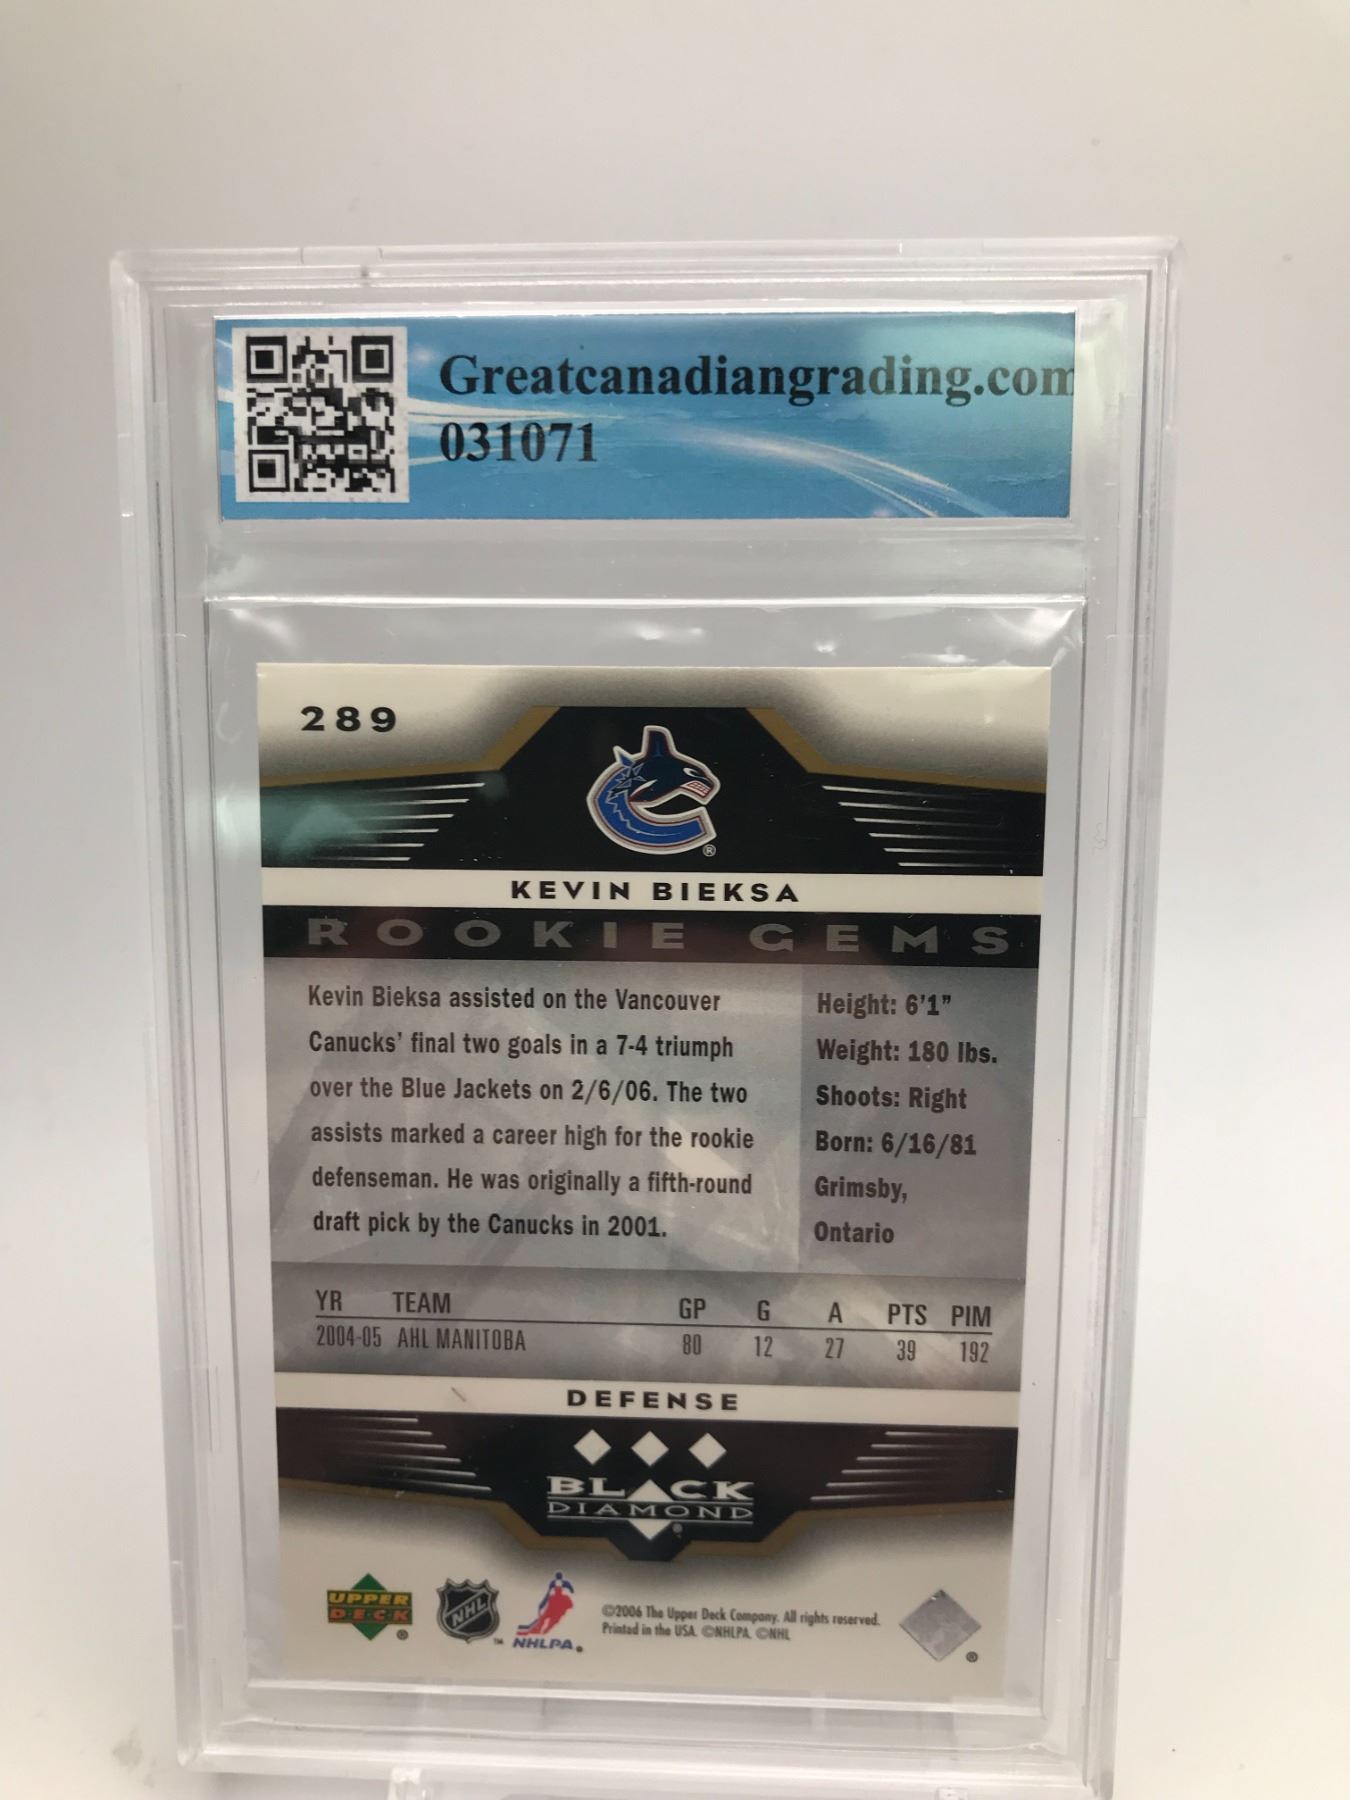 Greatcanadiangrading.com
031071
289
®
KEVIN BIEKSA
ROOKIE GEMS
Kevin Bieksa assisted on the Vancouver
Canucks' final two goals in a 7-4 triumph
over the Blue Jackets on 2/6/06. The two
assists marked a career high for the rookie
defenseman. He was originally a fifth-round
draft pick by the Canucks in 2001.
Height: 6'1"
Weight: 180 lbs.
Shoots: Right
Born: 6/16/81
Grimsby,
Ontario
YR TEAM GP G A PTS PIM
2004-05 AHL MANITOBA 80 12 27 39 192
DEFENSE
BLACK
DIAMOND
®
UPPER
DECK
®
NHL
™
NHLPA®
©2006 The Upper Deck Company. All rights reserved.
Printed in the USA. ©NHLPA. ©NHL
®